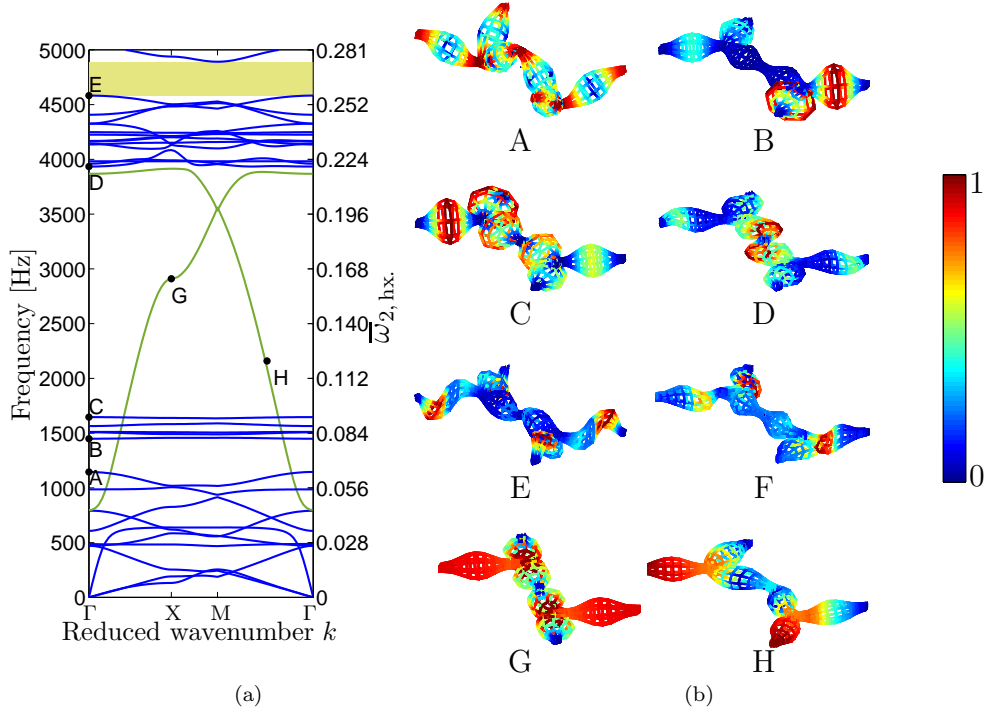 5000
4500
4000
3500
3000
2500
2000
1500
1000
500
0
Frequency [Hz]
E
D
G
H
C
B
A
0.281
0.252
0.224
0.196
0.168
0.140
0.112
0.084
0.056
0.028
0
ω̅2, hx.
Γ X M Γ
Reduced wavenumber k
(a)
A B
C D
E F
G H
1
0
(b)